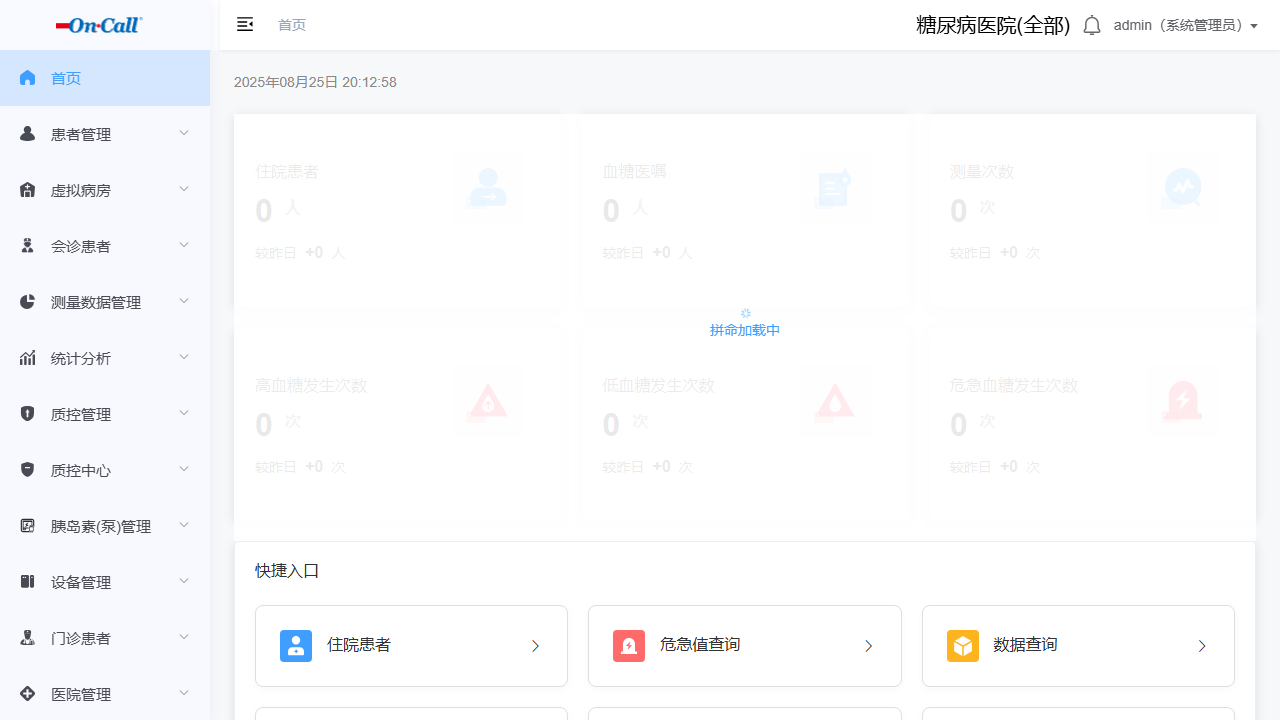 On·Call
首页
糖尿病医院(全部)
admin（系统管理员）
首页
患者管理
虚拟病房
会诊患者
测量数据管理
统计分析
质控管理
质控中心
胰岛素(泵)管理
设备管理
门诊患者
医院管理
2025年08月25日 20:12:58
住院患者
0 人
较昨日 +0 人
血糖医嘱
0 人
较昨日 +0 人
测量次数
0 次
较昨日 +0 次
拼命加载中
高血糖发生次数
0 次
较昨日 +0 次
低血糖发生次数
0 次
较昨日 +0 次
危急血糖发生次数
0 次
较昨日 +0 次
快捷入口
住院患者
危急值查询
数据查询